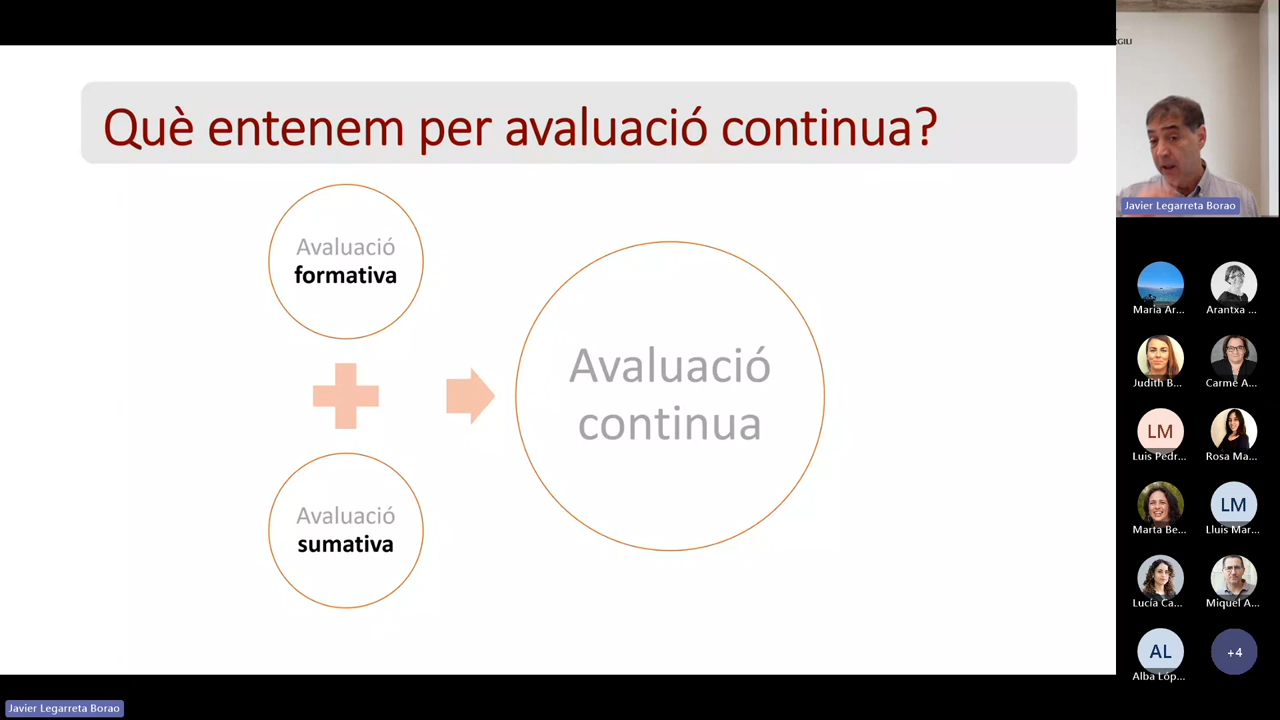 Què entenem per avaluació continua?
Avaluació
formativa
Avaluació
continua
Avaluació
sumativa
RGILI
Javier Legarreta Borao
Maria Ar...
Arantxa ...
Judith B...
Carme A...
Luis Pedr...
Rosa Ma...
Marta Be...
Lluis Mar...
Lucía Ca...
Miquel A...
Alba Lóp...
LM
LM
AL
+4
Javier Legarreta Borao